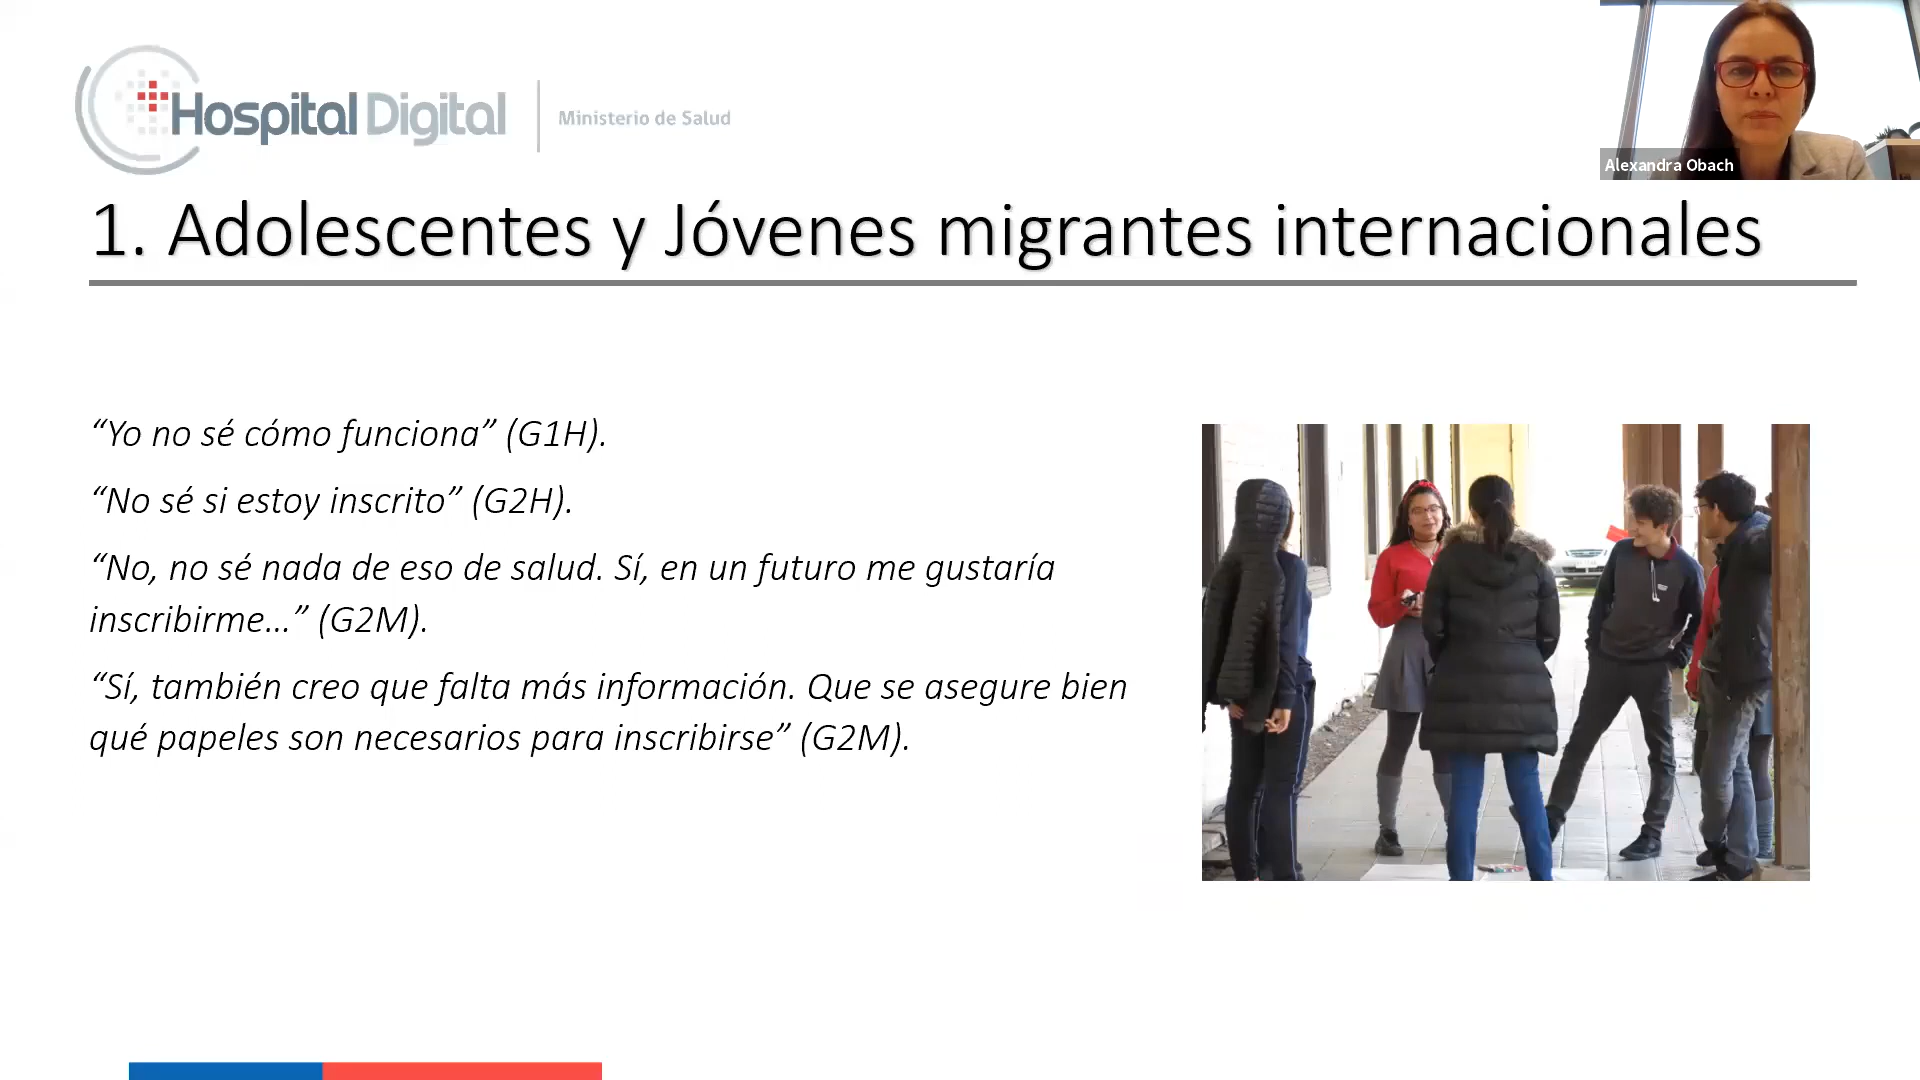 Hospital Digital
Ministerio de Salud
Alexandra Obach
1. Adolescentes y Jóvenes migrantes internacionales
“Yo no sé cómo funciona” (G1H).
“No sé si estoy inscrito” (G2H).
“No, no sé nada de eso de salud. Sí, en un futuro me gustaría
inscribirme…” (G2M).
“Sí, también creo que falta más información. Que se asegure bien
qué papeles son necesarios para inscribirse” (G2M).